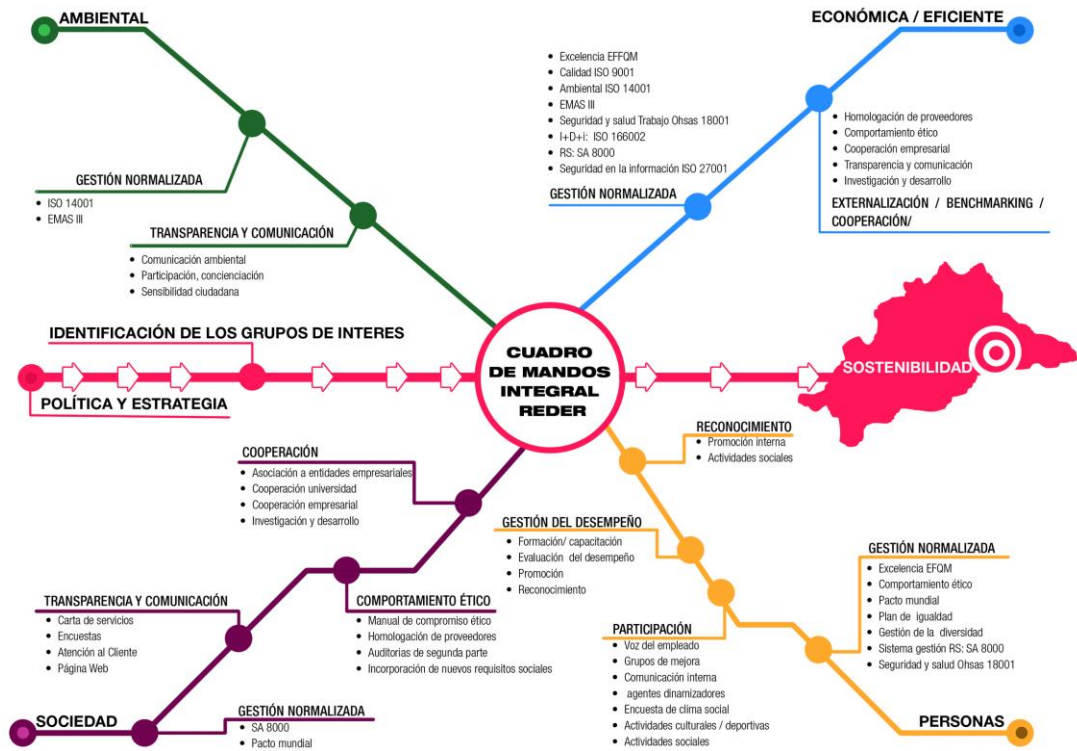 AMBIENTAL
GESTIÓN NORMALIZADA
• ISO 14001
• EMAS III
TRANSPARENCIA Y COMUNICACIÓN
• Comunicación ambiental
• Participación, concienciación
• Sensibilidad ciudadana
ECONÓMICA / EFICIENTE
• Excelencia EFFQM
• Calidad ISO 9001
• Ambiental ISO 14001
• EMAS III
• Seguridad y salud Trabajo Ohsas 18001
• I+D+i: ISO 166002
• RS: SA 8000
• Seguridad en la información ISO 27001
GESTIÓN NORMALIZADA
• Homologación de proveedores
• Comportamiento ético
• Cooperación empresarial
• Transparencia y comunicación
• Investigación y desarrollo
EXTERNALIZACIÓN / BENCHMARKING /
COOPERACIÓN/
IDENTIFICACIÓN DE LOS GRUPOS DE INTERES
POLÍTICA Y ESTRATEGIA
CUADRO
DE MANDOS
INTEGRAL
REDER
SOSTENIBILIDAD
COOPERACIÓN
• Asociación a entidades empresariales
• Cooperación universidad
• Cooperación empresarial
• Investigación y desarrollo
TRANSPARENCIA Y COMUNICACIÓN
• Carta de servicios
• Encuestas
• Atención al Cliente
• Página Web
COMPORTAMIENTO ÉTICO
• Manual de compromiso ético
• Homologación de proveedores
• Auditorias de segunda parte
• Incorporación de nuevos requisitos sociales
SOCIEDAD
GESTIÓN NORMALIZADA
• SA 8000
• Pacto mundial
RECONOCIMIENTO
• Promoción interna
• Actividades sociales
GESTIÓN DEL DESEMPEÑO
• Formación/ capacitación
• Evaluación del desempeño
• Promoción
• Reconocimiento
PARTICIPACIÓN
• Voz del empleado
• Grupos de mejora
• Comunicación interna
• agentes dinamizadores
• Encuesta de clima social
• Actividades culturales / deportivas
• Actividades sociales
GESTIÓN NORMALIZADA
• Excelencia EFQM
• Comportamiento ético
• Pacto mundial
• Plan de igualdad
• Gestión de la diversidad
• Sistema gestión RS: SA 8000
• Seguridad y salud Ohsas 18001
PERSONAS